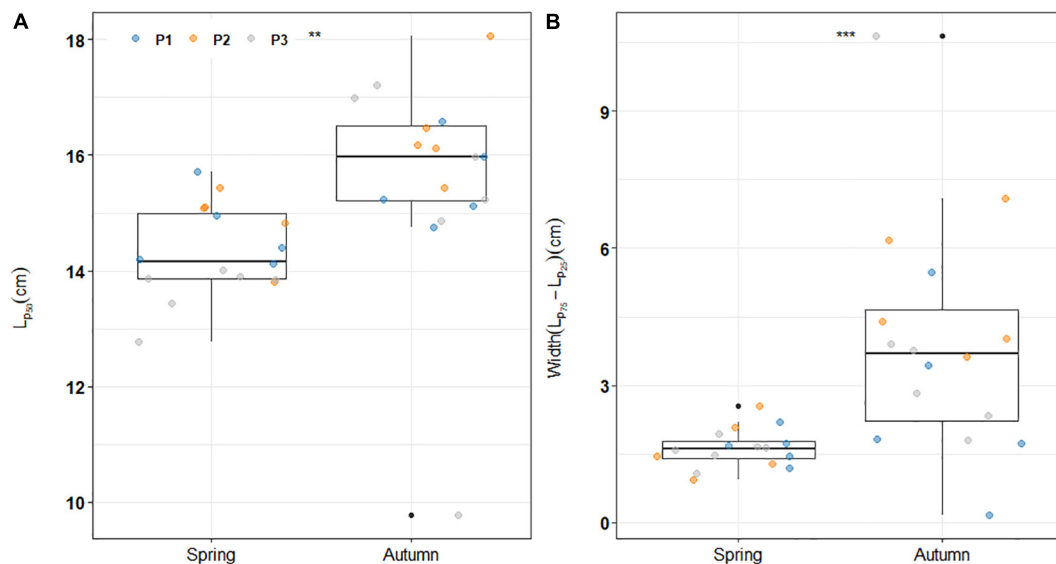 A
P1 P2 P3 **
18
16
14
12
10
Lp50(cm)
Spring Autumn
B
***
9
6
3
0
Width(Lp75−Lp25)(cm)
Spring Autumn